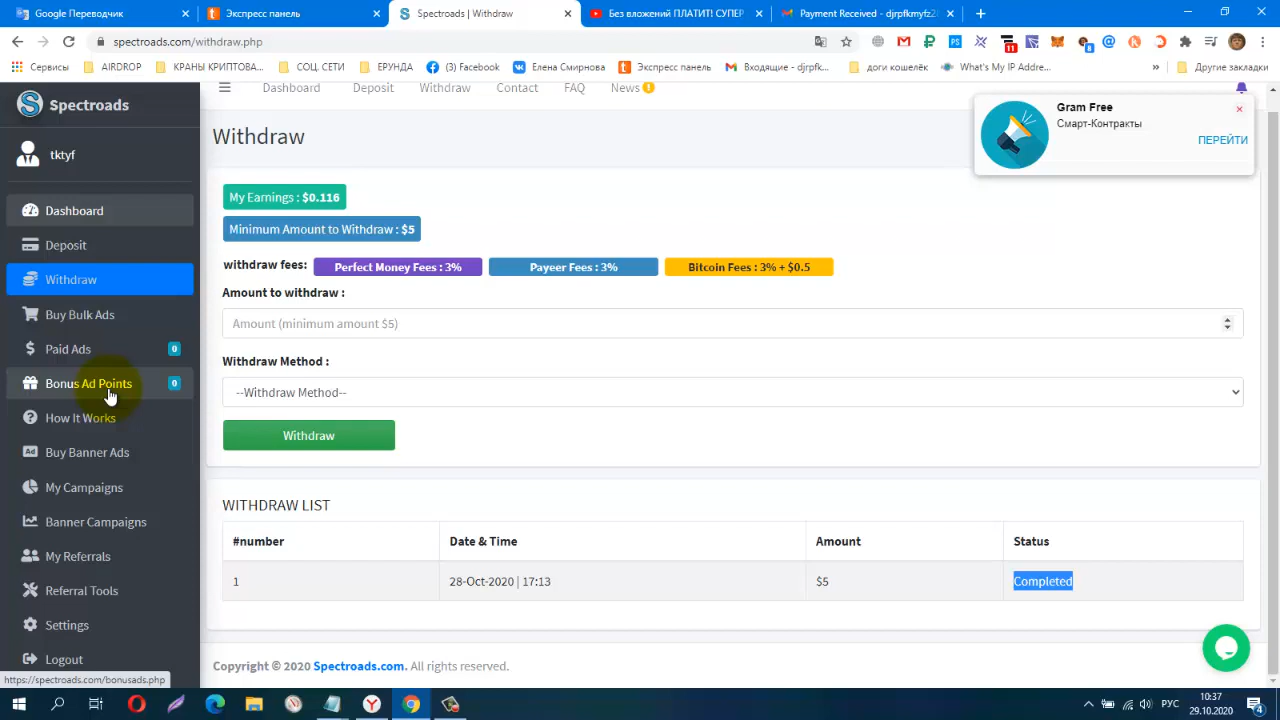 Google Переводчик
Экспресс панель
Spectroads | Withdraw
Без вложений ПЛАТИТ! СУПЕР
Payment Received - djrpfkmyfz2
spectroads.com/withdraw.php
11
8
Сервисы
AIRDROP
КРАНЫ КРИПТОВА...
СОЦ. СЕТИ
ЕРУНДА
(3) Facebook
Елена Смирнова
Экспресс панель
Входящие - djrpfk...
доги кошелёк
What's My IP Addre...
»
Другие закладки
Spectroads
tktyf
Dashboard
Deposit
Withdraw
Buy Bulk Ads
Paid Ads 0
Bonus Ad Points 0
How It Works
Buy Banner Ads
My Campaigns
Banner Campaigns
My Referrals
Referral Tools
Settings
Logout
https://spectroads.com/bonusads.php
Dashboard
Deposit
Withdraw
Contact
FAQ
News
Gram Free
Смарт-Контракты
ПЕРЕЙТИ
Withdraw
My Earnings : $0.116
Minimum Amount to Withdraw : $5
withdraw fees: Perfect Money Fees : 3% Payeer Fees : 3% Bitcoin Fees : 3% + $0.5
Amount to withdraw :
Amount (minimum amount $5)
Withdraw Method :
--Withdraw Method--
Withdraw
WITHDRAW LIST
#number Date & Time Amount Status
1 28-Oct-2020 | 17:13 $5 Completed
Copyright © 2020 Spectroads.com. All rights reserved.
РУС
10:37
29.10.2020
4